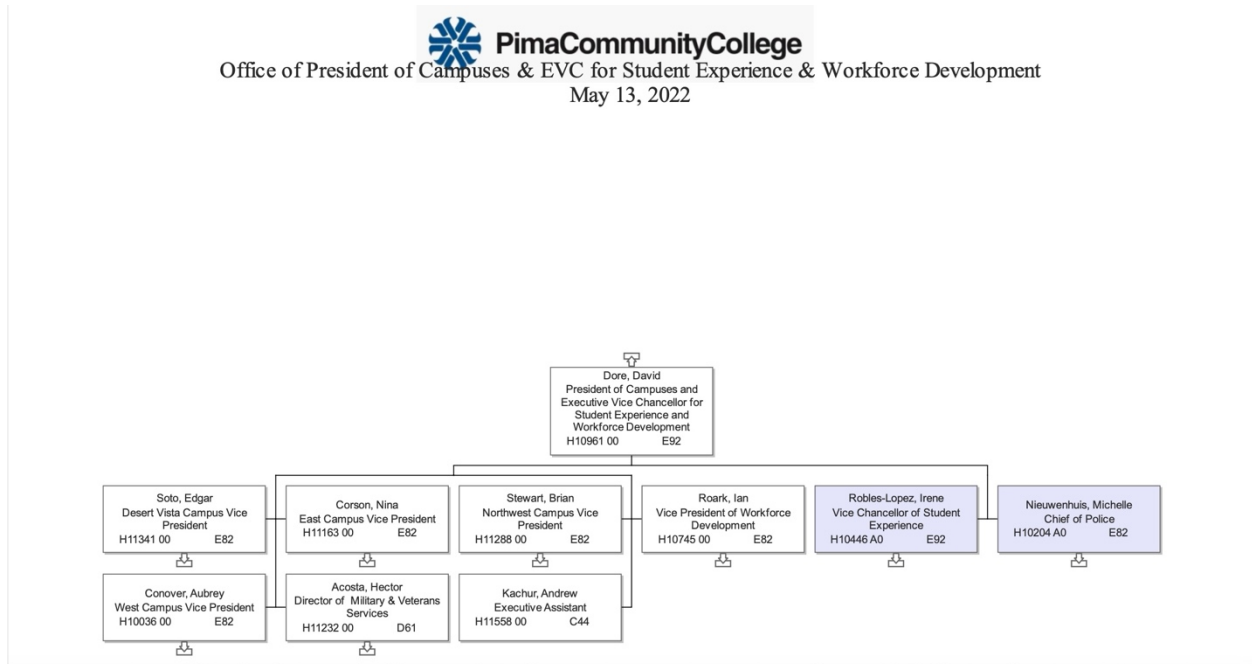 PimaCommunityCollege
Office of President of Campuses & EVC for Student Experience & Workforce Development
May 13, 2022
Dore, David
President of Campuses and
Executive Vice Chancellor for
Student Experience and
Workforce Development
H10961 00 E92
Soto, Edgar
Desert Vista Campus Vice
President
H11341 00 E82
Corson, Nina
East Campus Vice President
H11163 00 E82
Stewart, Brian
Northwest Campus Vice
President
H11288 00 E82
Roark, Ian
Vice President of Workforce
Development
H10745 00 E82
Robles-Lopez, Irene
Vice Chancellor of Student
Experience
H10446 A0 E92
Nieuwenhuis, Michelle
Chief of Police
H10204 A0 E82
Conover, Aubrey
West Campus Vice President
H10036 00 E82
Acosta, Hector
Director of Military & Veterans
Services
H11232 00 D61
Kachur, Andrew
Executive Assistant
H11558 00 C44